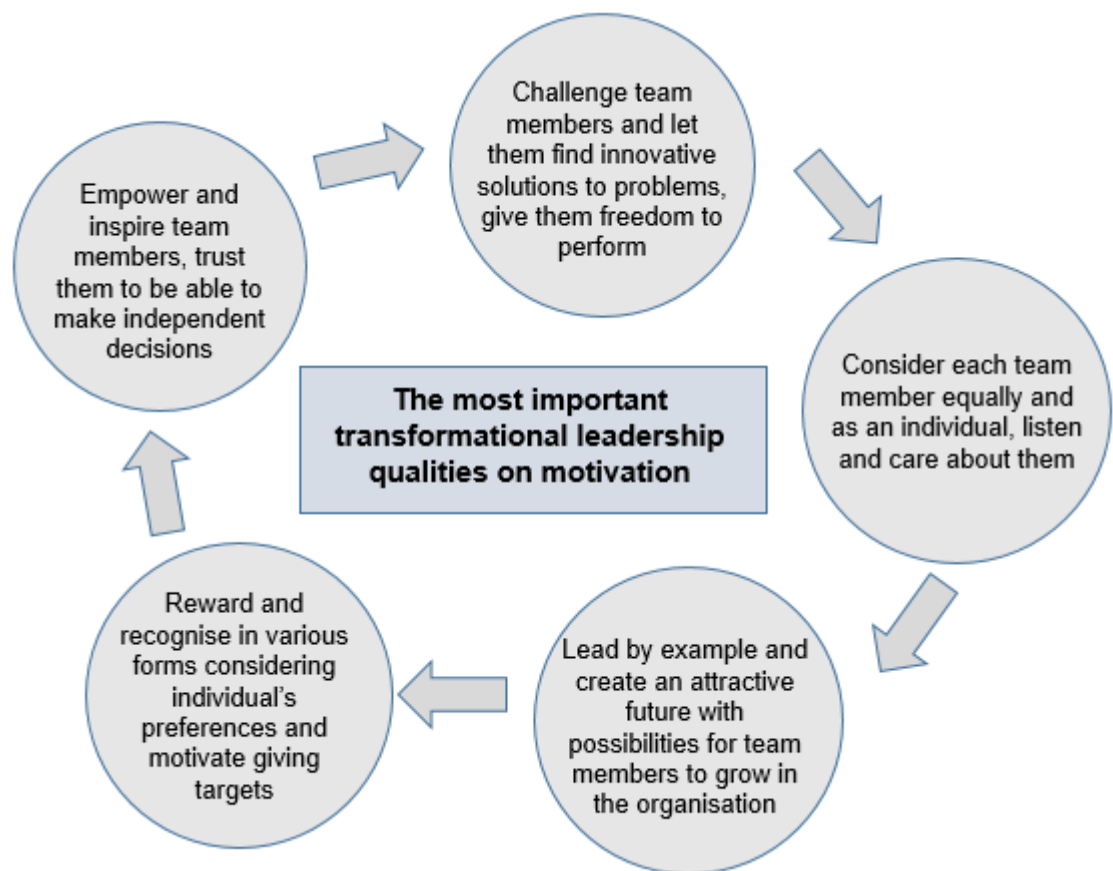 Challenge team
members and let
them find innovative
solutions to problems,
give them freedom to
perform
Empower and
inspire team
members, trust
them to be able to
make independent
decisions
Consider each team
member equally and
as an individual, listen
and care about them
The most important
transformational leadership
qualities on motivation
Reward and
recognise in various
forms considering
individual’s
preferences and
motivate giving
targets
Lead by example and
create an attractive
future with
possibilities for team
members to grow in
the organisation